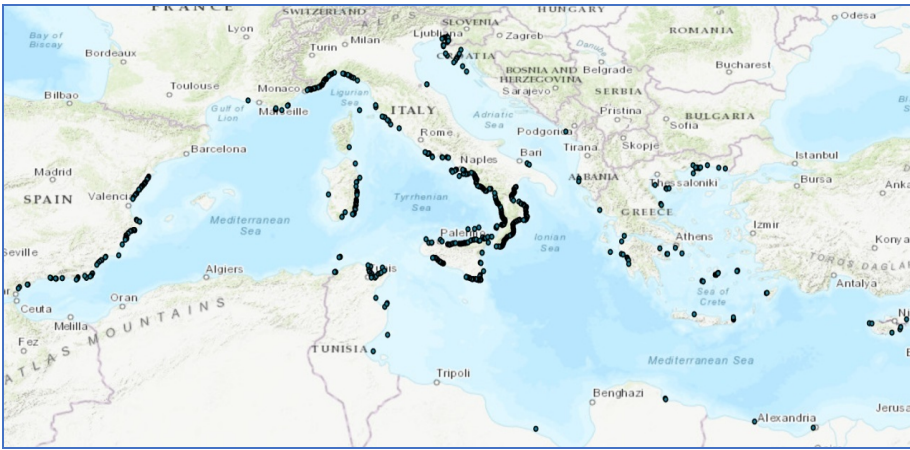 FRANCE
SWITZERLAND
ALPS
HUNGARY
SLOVENIA
Ljubljana
Zagreb
CROATIA
ROMANIA
Odessa
Bay of
Biscay
Bordeaux
Lyon
Turin
Milan
Danube
Belgrade
Bucharest
BOSNIA AND
HERZEGOVINA
Sarajevo
SERBIA
Bilbao
Toulouse
Monaco
Marseille
Gulf of
Lion
Ligurian
Sea
ITALY
Adriatic
Sea
Pristina
Sofia
BULGARIA
Podgorica
Skopje
Tirana
ALBANIA
Rome
Naples
Bari
Barcelona
Madrid
SPAIN
Valencia
Istanbul
Bursa
Thessaloniki
GREECE
Mediterranean
Sea
Tyrrhenian
Sea
Palermo
Ionian
Sea
Athens
Izmir
Konya
Seville
Antalya
Sea of
Crete
Algiers
Oran
Ceuta
Melilla
Fez
ATLAS MOUNTAINS
TUNISIA
Tripoli
Mediterranean Sea
Benghazi
Alexandria
Jerusa